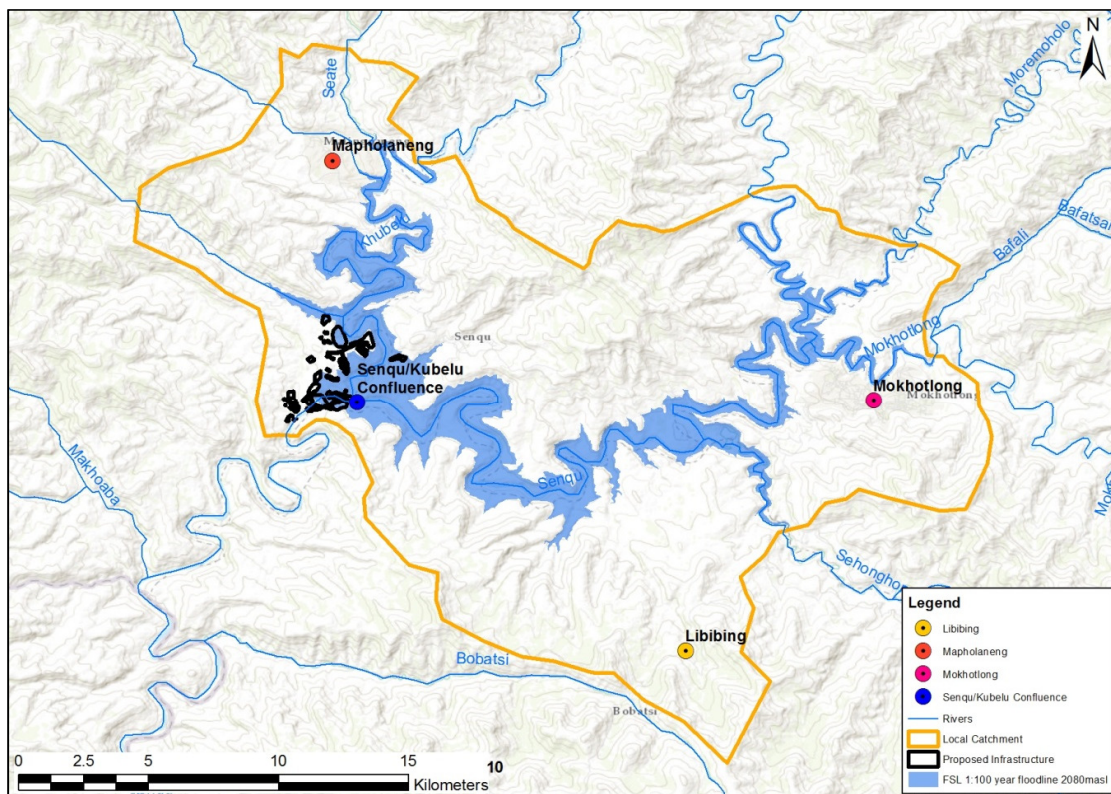 N
Moremoholo
Seate
Mapholaneng
Bafatsan
Bafali
Khubelu
Senqu
Mokhotlong
Senqu/Kubelu
Confluence
Mokhotlong
Mokhotlong
Makhoaba
Senqu
Sehongho
Libibing
Bobatsi
Bobatsi
Legend
Libibing
Mapholaneng
Mokhotlong
Senqu/Kubelu Confluence
Rivers
Local Catchment
Proposed Infrastructure
FSL 1:100 year floodline 2080masl
0 2.5 5 10 15
Kilometers
10